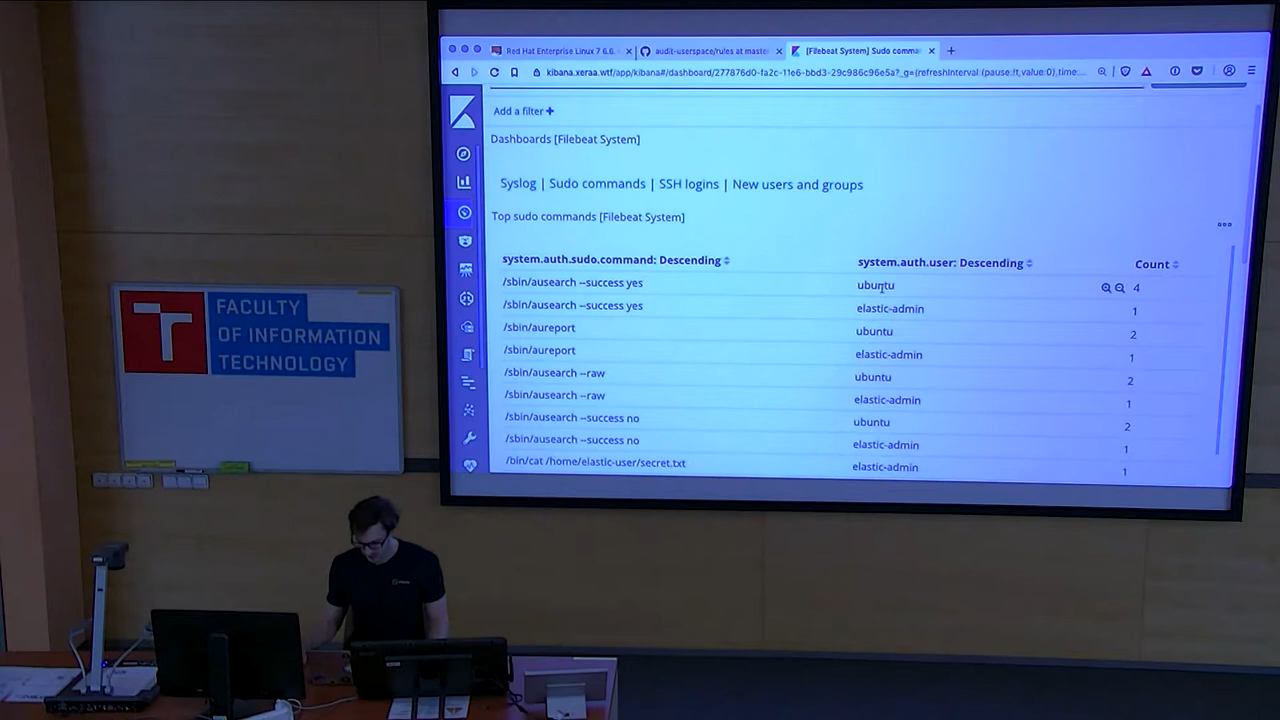 Red Hat Enterprise Linux 7 6.6.
audit-userspace/rules at master
[Filebeat System] Sudo comma
kibana.xeraa.wtf/app/kibana#/dashboard/277876d0-fa2c-11e6-bbd3-29c986c96e5a?_g=(refreshInterval:(pause:!t,value:0),time:...
Add a filter +
Dashboards [Filebeat System]
Syslog | Sudo commands | SSH logins | New users and groups
Top sudo commands [Filebeat System]
system.auth.sudo.command: Descending system.auth.user: Descending Count
/sbin/ausearch --success yes ubuntu 4
/sbin/ausearch --success yes elastic-admin 1
/sbin/aureport ubuntu 2
/sbin/aureport elastic-admin 1
/sbin/ausearch --raw ubuntu 2
/sbin/ausearch --raw elastic-admin 1
/sbin/ausearch --success no ubuntu 2
/sbin/ausearch --success no elastic-admin 1
/bin/cat /home/elastic-user/secret.txt elastic-admin 1
FACULTY
OF INFORMATION
TECHNOLOGY